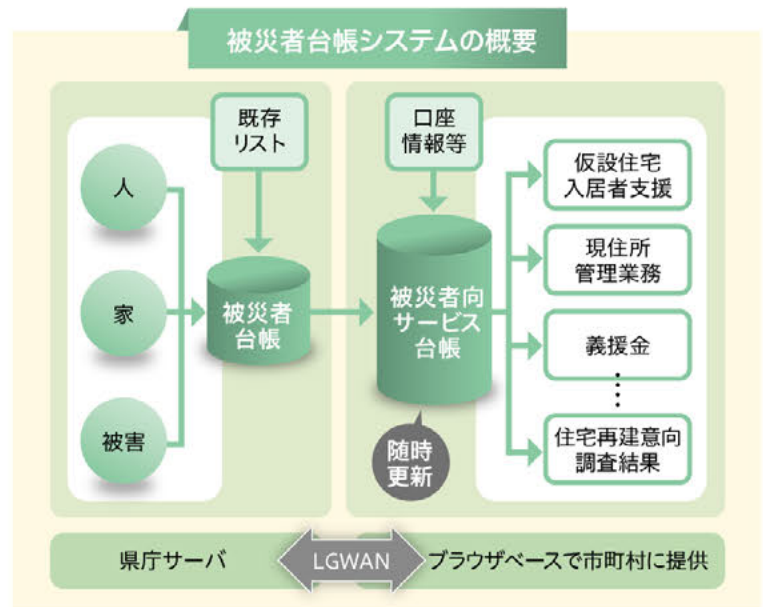 被災者台帳システムの概要
既存
リスト
口座
情報等
人
家
被害
被災者
台帳
被災者向
サービス
台帳
随時
更新
仮設住宅
入居者支援
現住所
管理業務
義援金
住宅再建意向
調査結果
県庁サーバ
LGWAN
ブラウザベースで市町村に提供